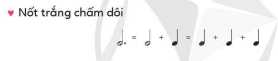 ♥ Nốt trắng chấm dôi
𝅗𝅥. = 𝅗𝅥 + ♩ = ♩ + ♩ + ♩